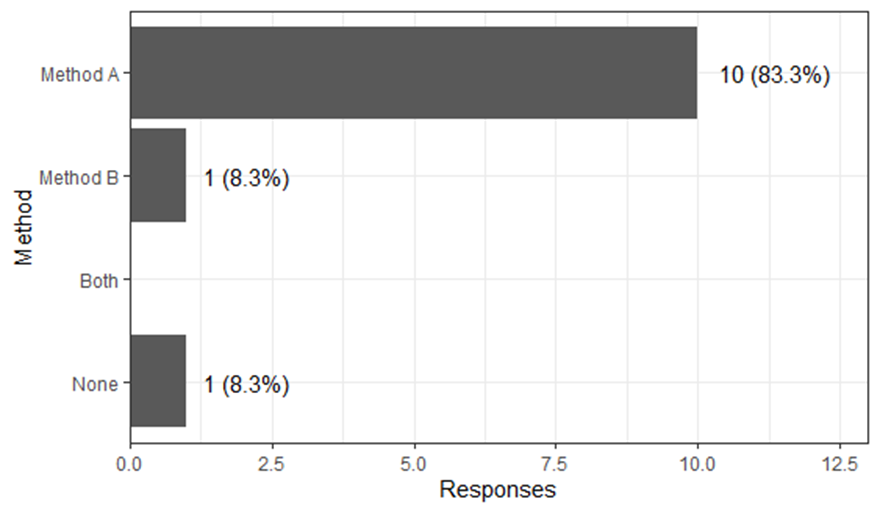 Method A
10 (83.3%)
Method B
1 (8.3%)
Both
None
1 (8.3%)
Method
0.0
2.5
5.0
7.5
10.0
12.5
Responses